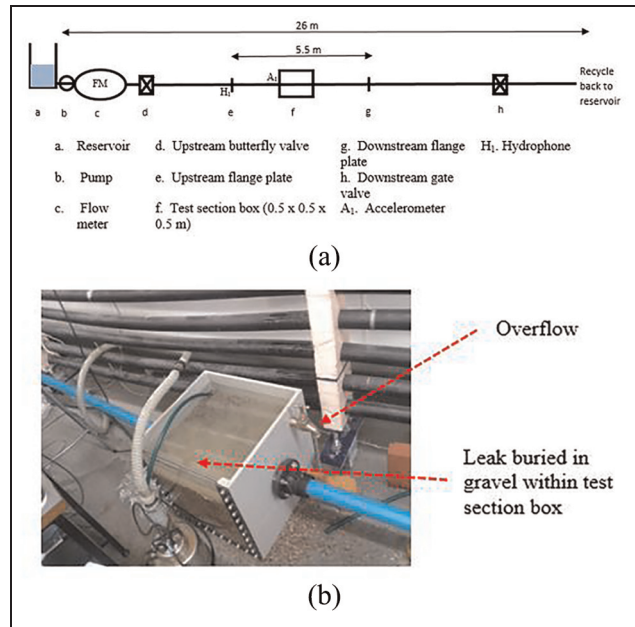 (a)
26 m
5.5 m
FM
H₁
A₁
Recycle
back to
reservoir
a b c d e f g h
a. Reservoir d. Upstream butterfly valve g. Downstream flange plate H₁. Hydrophone
b. Pump e. Upstream flange plate h. Downstream gate valve
c. Flow meter f. Test section box (0.5 x 0.5 x 0.5 m) A₁. Accelerometer
(a)
Overflow
Leak buried in
gravel within test
section box
(b)